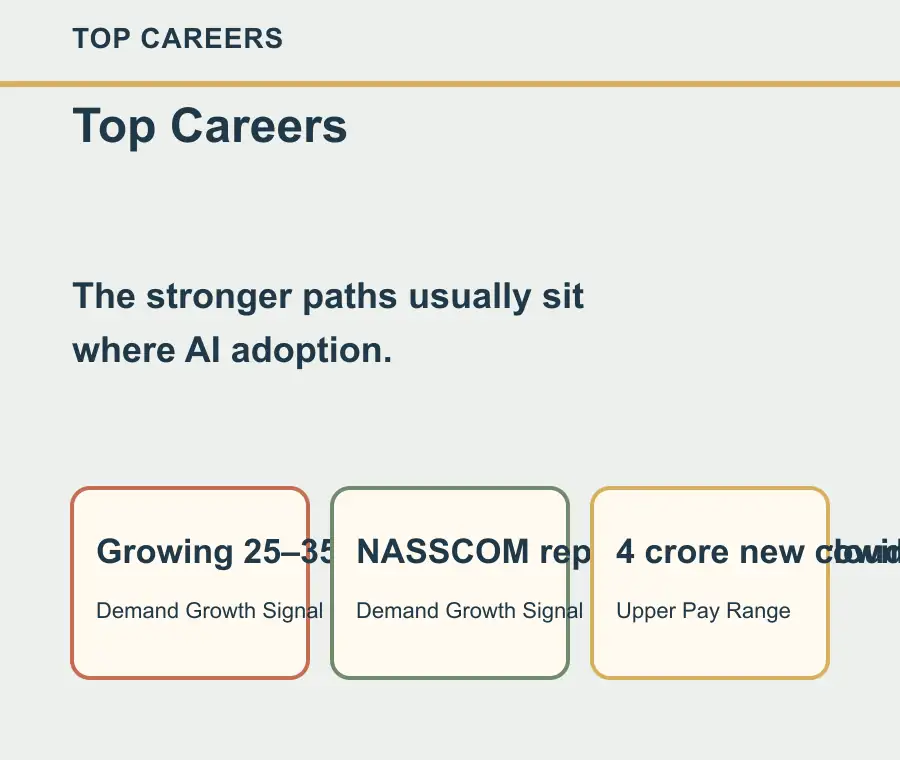 TOP CAREERS
Top Careers
The stronger paths usually sit
where AI adoption.
Growing 25–35
NASSCOM rep
4 crore new
Demand Growth Signal
Demand Growth Signal
Upper Pay Range